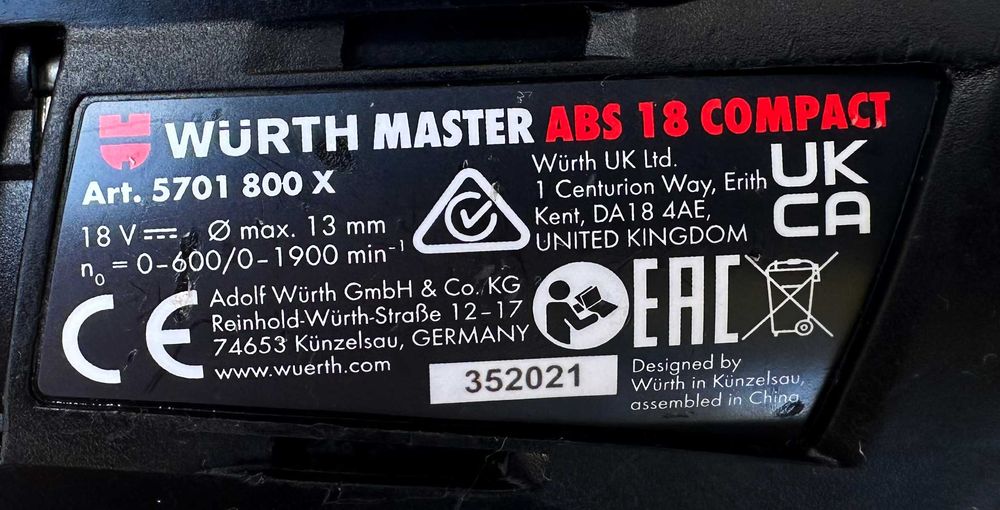 WÜRTH MASTER ABS 18 COMPACT
Art. 5701 800 X
18 V ⎓ Ø max. 13 mm
n₀ = 0–600/0–1900 min⁻¹
Würth UK Ltd.
1 Centurion Way, Erith
Kent, DA18 4AE,
UNITED KINGDOM
UK
CA
CE
Adolf Würth GmbH & Co. KG
Reinhold-Würth-Straße 12–17
74653 Künzelsau, GERMANY
www.wuerth.com
EAC
352021
Designed by
Würth in Künzelsau,
assembled in China